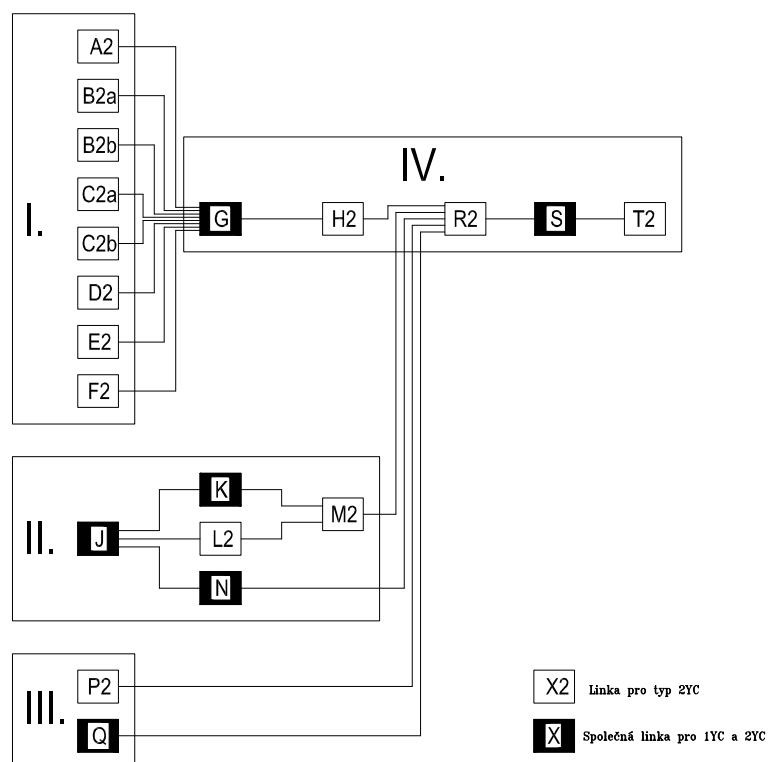 I.
A2
B2a
B2b
C2a
C2b
D2
E2
F2
IV.
G
H2
R2
S
T2
II.
J
K
L2
N
M2
III.
P2
Q
X2 Linka pro typ 2YC
X Společná linka pro 1YC a 2YC